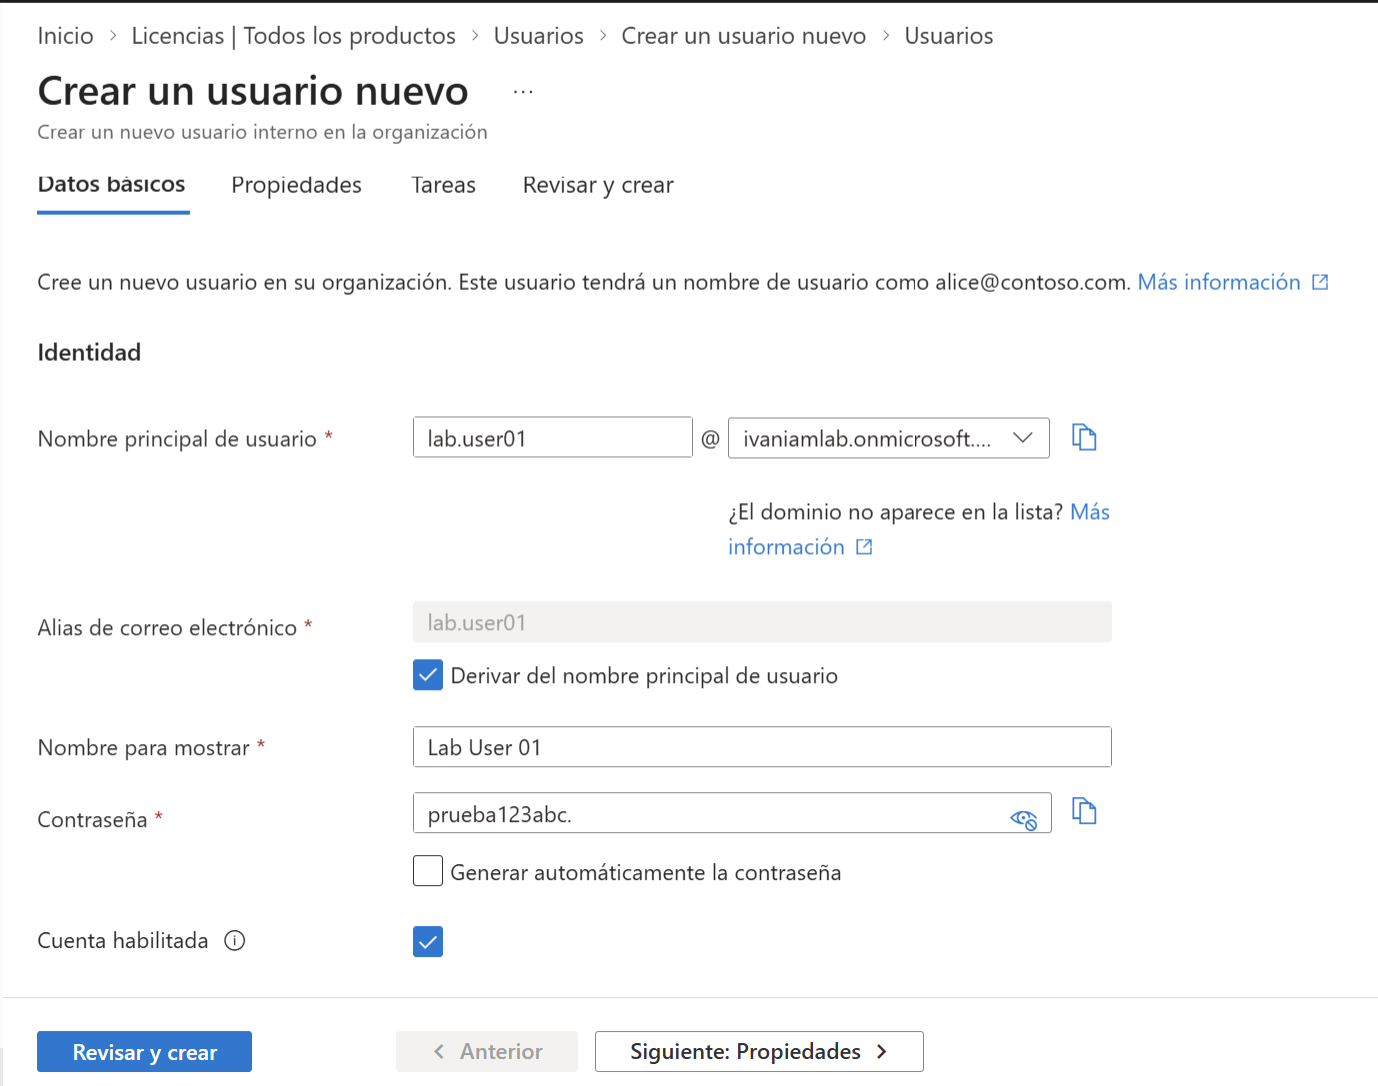 Inicio > Licencias | Todos los productos > Usuarios > Crear un usuario nuevo > Usuarios
Crear un usuario nuevo ...
Crear un nuevo usuario interno en la organización
Datos básicos Propiedades Tareas Revisar y crear
Cree un nuevo usuario en su organización. Este usuario tendrá un nombre de usuario como alice@contoso.com. Más información
Identidad
Nombre principal de usuario * lab.user01 @ ivaniamlab.onmicrosoft....
¿El dominio no aparece en la lista? Más
información
Alias de correo electrónico * lab.user01
Derivar del nombre principal de usuario
Nombre para mostrar * Lab User 01
Contraseña * prueba123abc.
Generar automáticamente la contraseña
Cuenta habilitada
Revisar y crear < Anterior Siguiente: Propiedades >